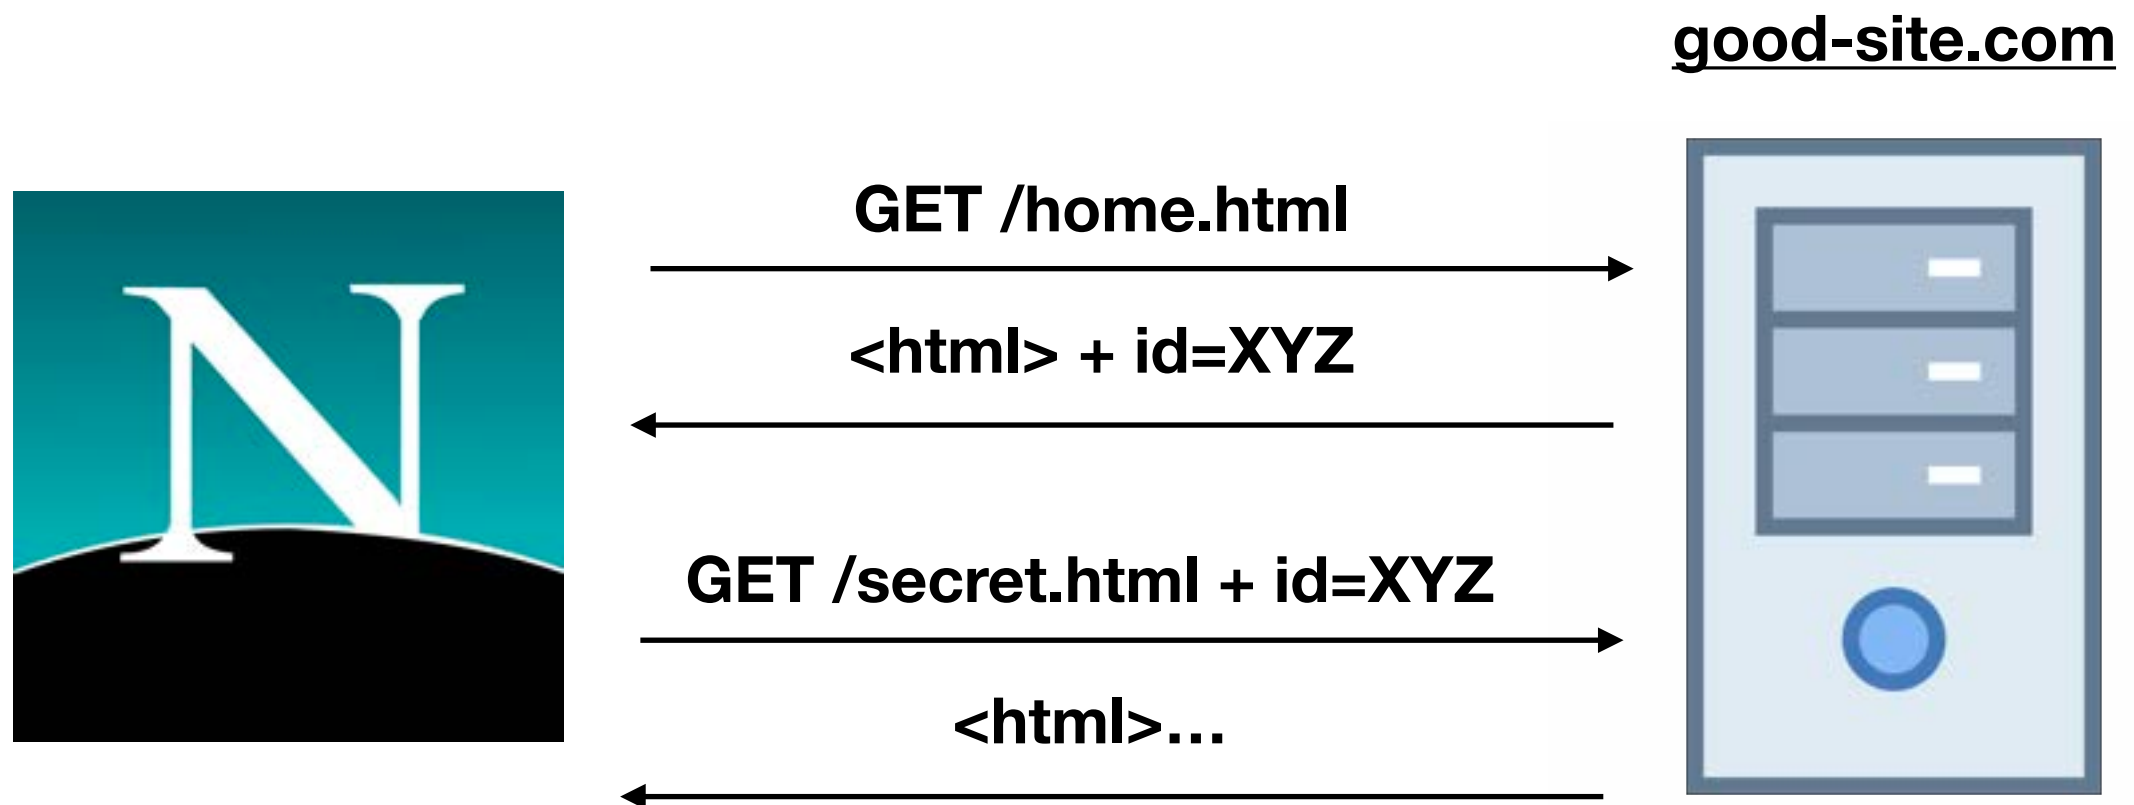 good-site.com
N
GET /home.html
<html> + id=XYZ
GET /secret.html + id=XYZ
<html>…